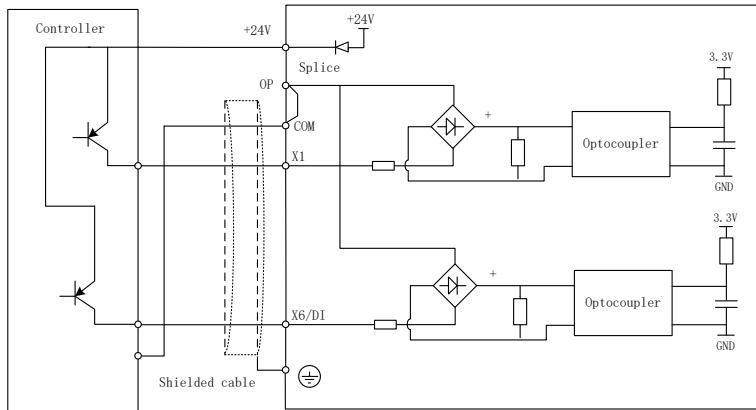 Controller
+24V
+24V
Splice
OP
COM
X1
+
Optocoupler
3.3V
GND
X6/DI
+
Optocoupler
3.3V
GND
Shielded cable